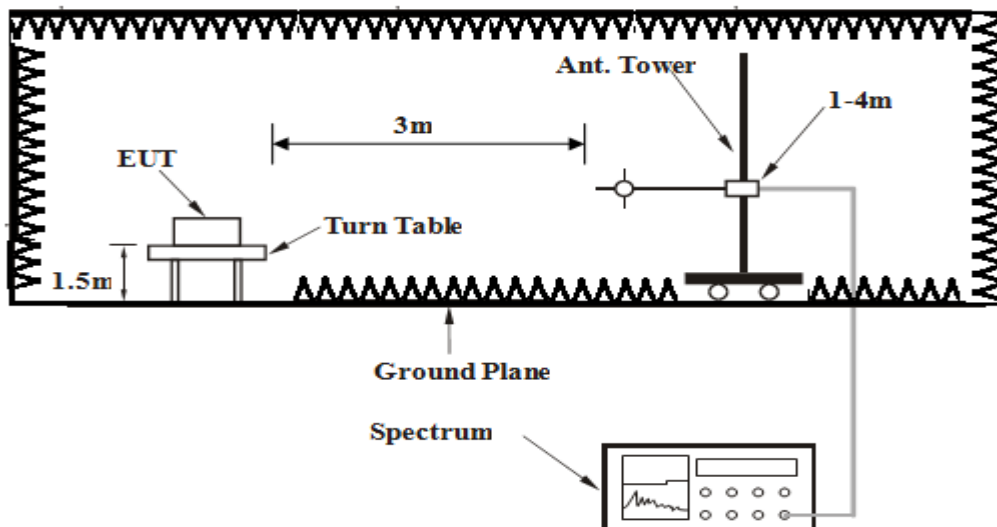 Ant. Tower
1-4m
3m
EUT
Turn Table
1.5m
Ground Plane
Spectrum